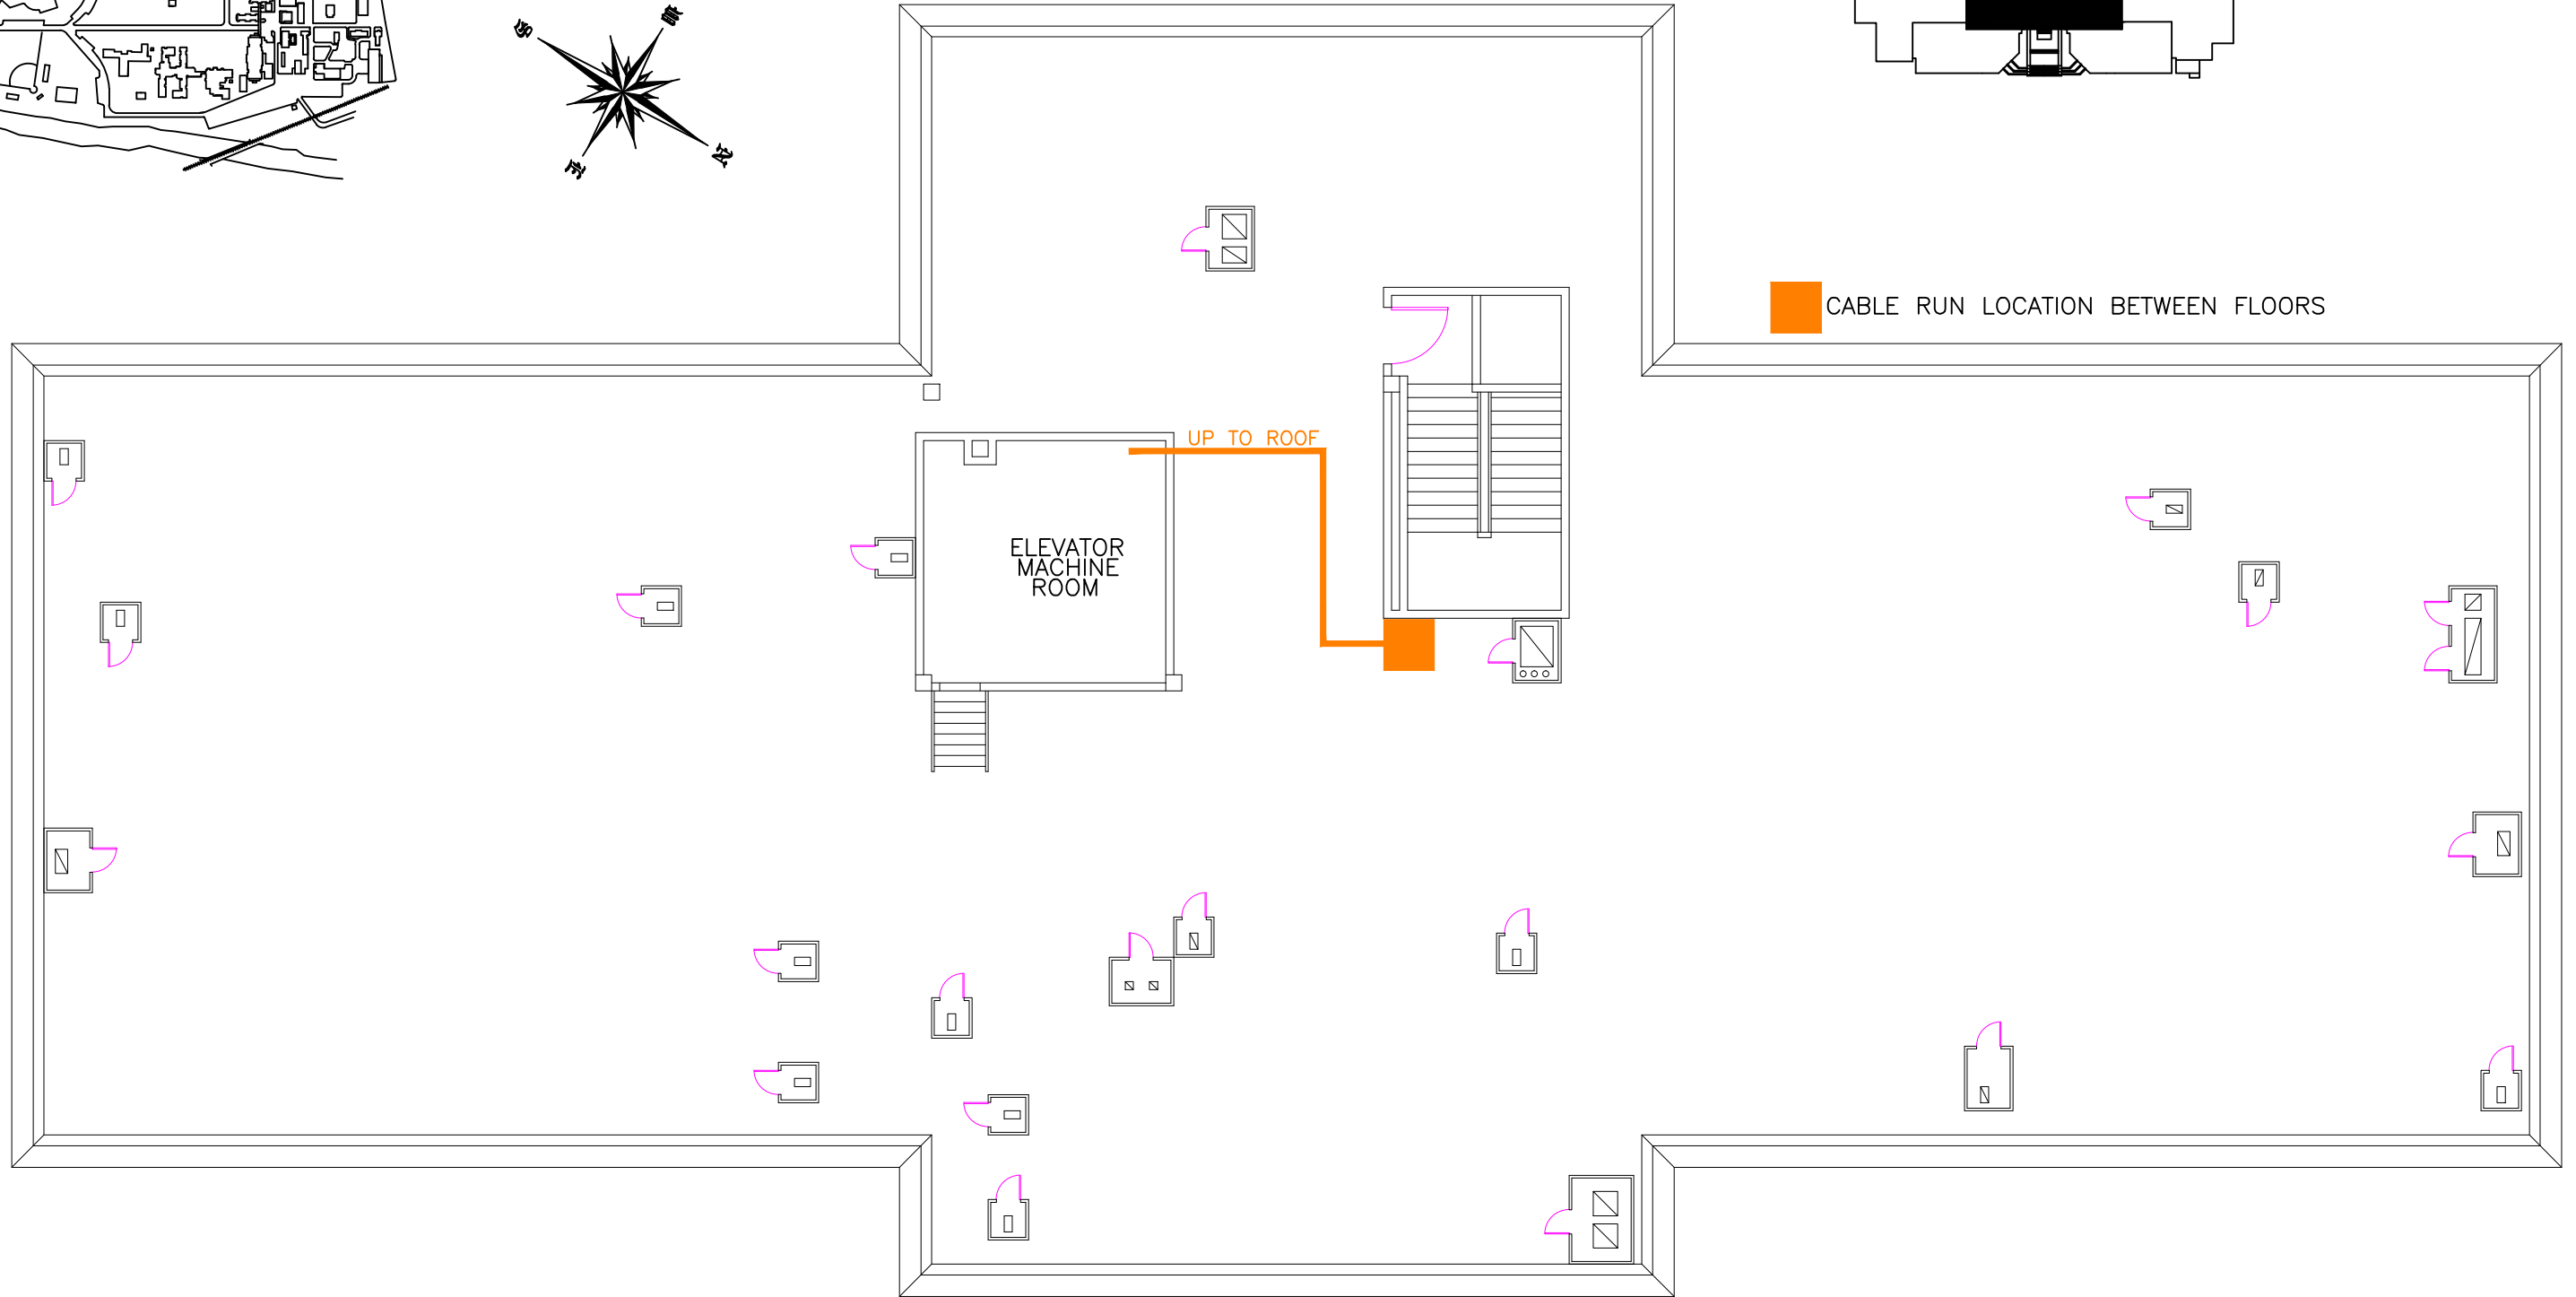 CABLE RUN LOCATION BETWEEN FLOORS
UP TO ROOF
ELEVATOR
MACHINE
ROOM